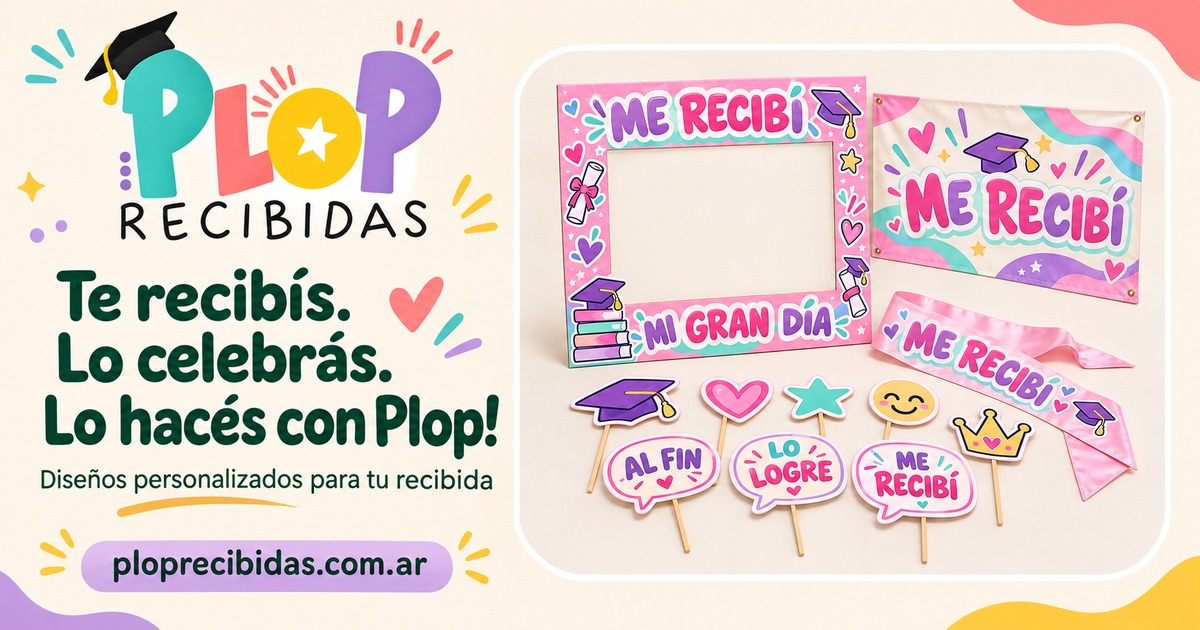 PLOP
RECIBIDAS
Te recibís.
Lo celebrás.
Lo hacés con Plop!
Diseños personalizados para tu recibida
ploprecibidas.com.ar
ME RECIBÍ
MI GRAN DÍA
ME RECIBÍ
ME RECIBÍ
AL FIN
LO
LOGRE
ME
RECIBÍ